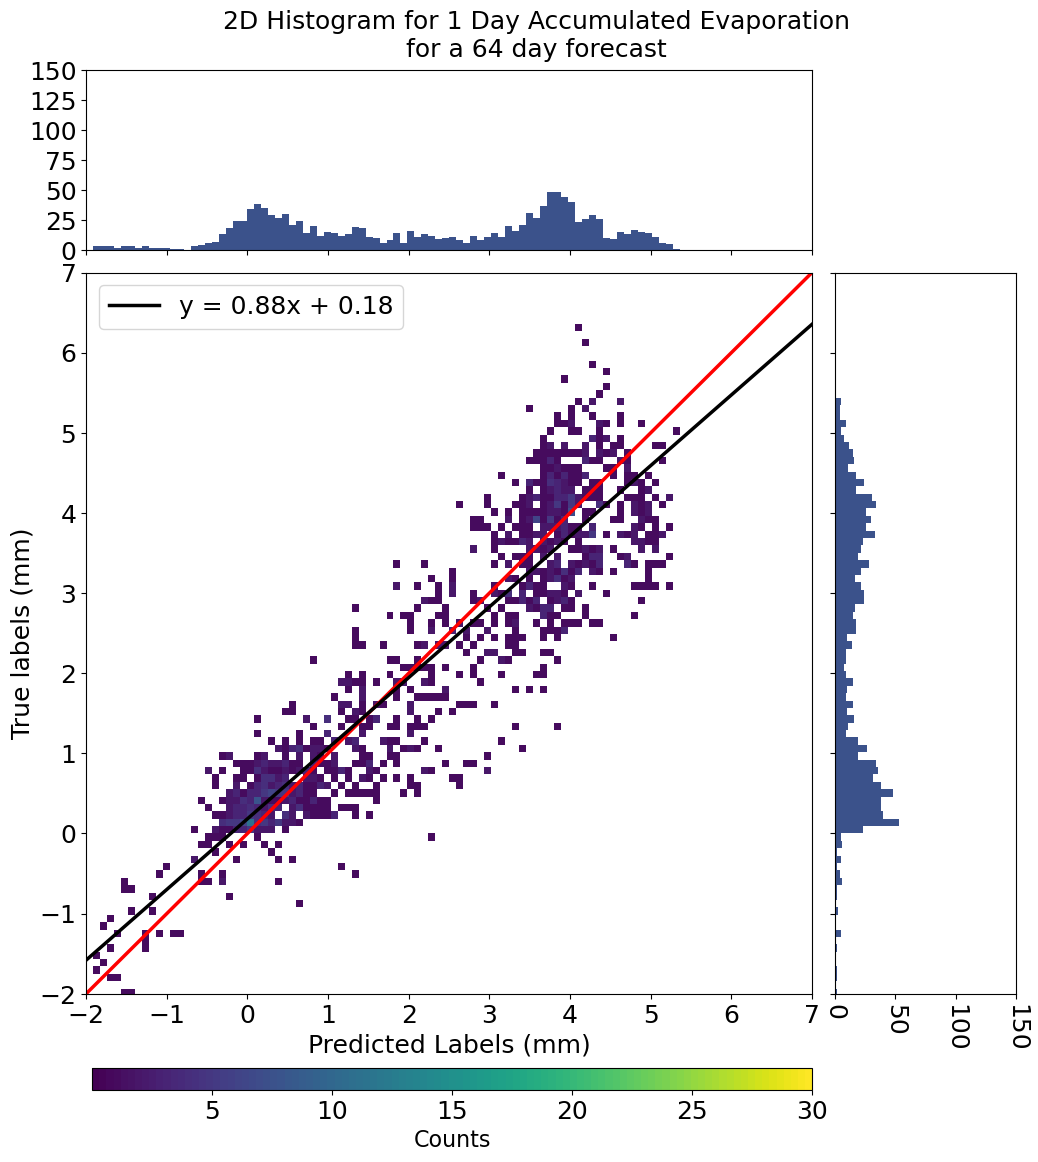 2D Histogram for 1 Day Accumulated Evaporation
for a 64 day forecast
150
125
100
75
50
25
0
7
6
5
4
3
2
1
0
−1
−2
True labels (mm)
y = 0.88x + 0.18
−2 −1 0 1 2 3 4 5 6 7
Predicted Labels (mm)
0 50 100 150
5 10 15 20 25 30
Counts